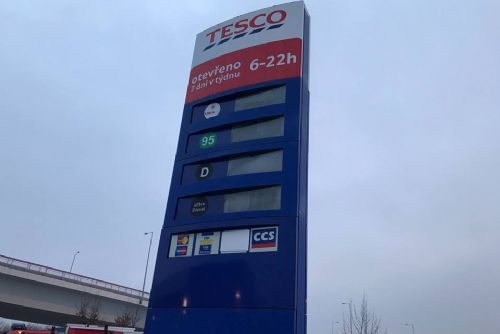 TESCO
otevřeno 6-22h
7 dní v týdnu
95
D
CCS